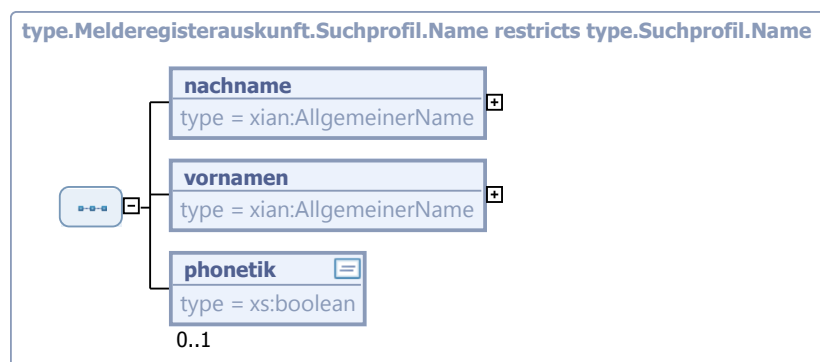 type.Melderegisterauskunft.Suchprofil.Name restricts type.Suchprofil.Name
nachname
type = xian:AllgemeinerName
vornamen
type = xian:AllgemeinerName
phonetik
type = xs:boolean
0..1